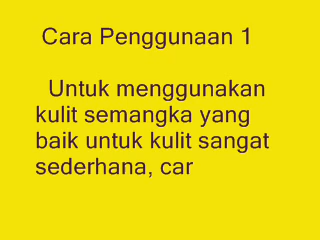 Cara Penggunaan 1
Untuk menggunakan
kulit semangka yang
baik untuk kulit sangat
sederhana, car